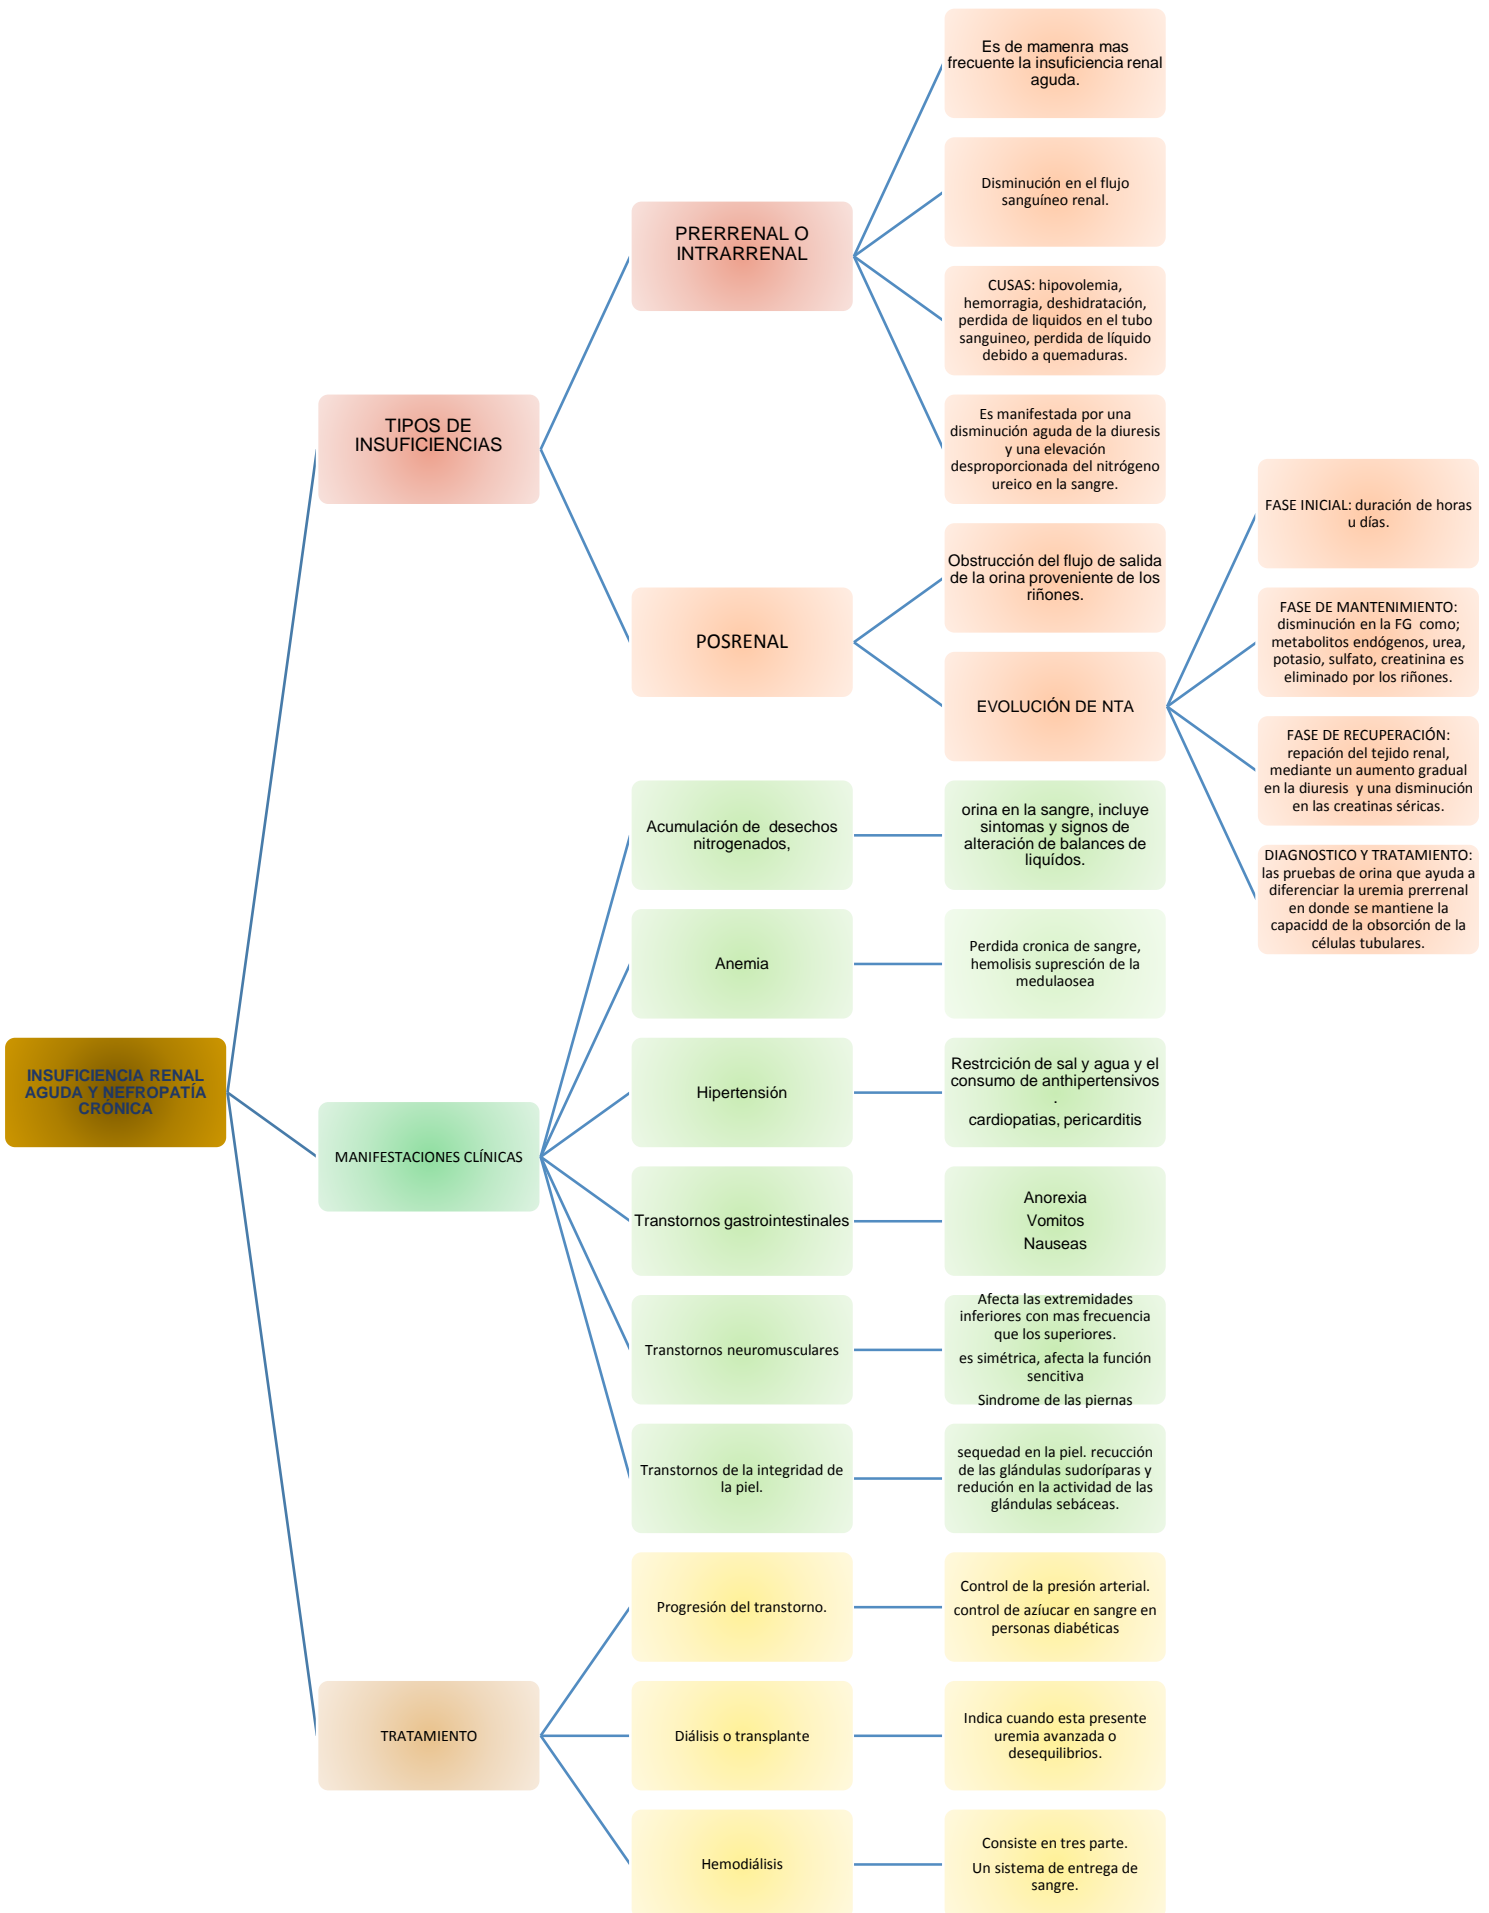 Es de mamenra mas
frecuente la insuficiencia renal
aguda.
Disminución en el flujo
sanguíneo renal.
PRERRENAL O
INTRARRENAL
CUSAS: hipovolemia,
hemorragia, deshidratación,
perdida de liquidos en el tubo
sanguineo, perdida de líquido
debido a quemaduras.
TIPOS DE
INSUFICIENCIAS
Es manifestada por una
disminución aguda de la diuresis
y una elevación
desproporcionada del nitrógeno
ureico en la sangre.
FASE INICIAL: duración de horas
u días.
Obstrucción del flujo de salida
de la orina proveniente de los
riñones.
POSRENAL
FASE DE MANTENIMIENTO:
disminución en la FG  como;
metabolitos endógenos, urea,
potasio, sulfato, creatinina es
eliminado por los riñones.
EVOLUCIÓN DE NTA
FASE DE RECUPERACIÓN:
repación del tejido renal,
mediante un aumento gradual
en la diuresis  y una disminución
en las creatinas séricas.
DIAGNOSTICO Y TRATAMIENTO:
las pruebas de orina que ayuda a
diferenciar la uremia prerrenal
en donde se mantiene la
capacidd de la obsorción de la
células tubulares.
Acumulación de  desechos
nitrogenados,
orina en la sangre, incluye
sintomas y signos de
alteración de balances de
liquídos.
Anemia
Perdida cronica de sangre,
hemolisis supresción de la
medulaosea
INSUFICIENCIA RENAL
AGUDA Y NEFROPATÍA
CRÓNICA
Hipertensión
Restrcición de sal y agua y el
consumo de anthipertensivos
.
cardiopatias, pericarditis
MANIFESTACIONES CLÍNICAS
Transtornos gastrointestinales
Anorexia
Vomitos
Nauseas
Transtornos neuromusculares
Afecta las extremidades
inferiores con mas frecuencia
que los superiores.
es simétrica, afecta la función
sencitiva
Sindrome de las piernas
Transtornos de la integridad de
la piel.
sequedad en la piel. recucción
de las glándulas sudoríparas y
redución en la actividad de las
glándulas sebáceas.
Progresión del transtorno.
Control de la presión arterial.
control de azíucar en sangre en
personas diabéticas
TRATAMIENTO
Diálisis o transplante
Indica cuando esta presente
uremia avanzada o
desequilibrios.
Hemodiálisis
Consiste en tres parte.
Un sistema de entrega de
sangre.